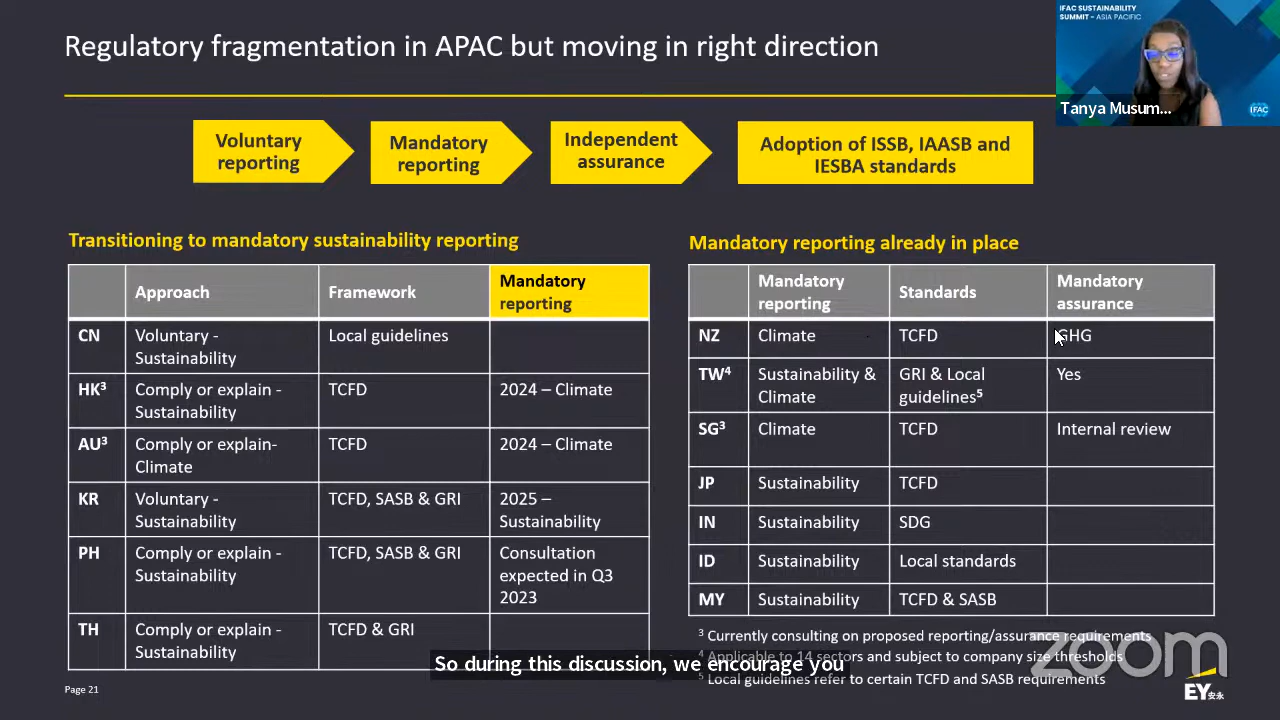 Regulatory fragmentation in APAC but moving in right direction
IFAC SUSTAINABILITY
SUMMIT - ASIA PACIFIC
Tanya Musum...
IFAC
Voluntary
reporting
Mandatory
reporting
Independent
assurance
Adoption of ISSB, IAASB and
IESBA standards
Transitioning to mandatory sustainability reporting
Approach
Framework
Mandatory
reporting
CN
Voluntary -
Sustainability
Local guidelines
HK³
Comply or explain -
Sustainability
TCFD
2024 – Climate
AU³
Comply or explain-
Climate
TCFD
2024 – Climate
KR
Voluntary -
Sustainability
TCFD, SASB & GRI
2025 –
Sustainability
PH
Comply or explain -
Sustainability
TCFD, SASB & GRI
Consultation
expected in Q3
2023
TH
Comply or explain -
Sustainability
TCFD & GRI
Mandatory reporting already in place
Mandatory
reporting
Standards
Mandatory
assurance
NZ
Climate
TCFD
GHG
TW⁴
Sustainability &
Climate
GRI & Local
guidelines⁵
Yes
SG³
Climate
TCFD
Internal review
JP
Sustainability
TCFD
IN
Sustainability
SDG
ID
Sustainability
Local standards
MY
Sustainability
TCFD & SASB
³ Currently consulting on proposed reporting/assurance requirements
⁴ Applicable to 14 sectors and subject to company size thresholds
⁵ Local guidelines refer to certain TCFD and SASB requirements
So during this discussion, we encourage you
zoom
Page 21
EY安永